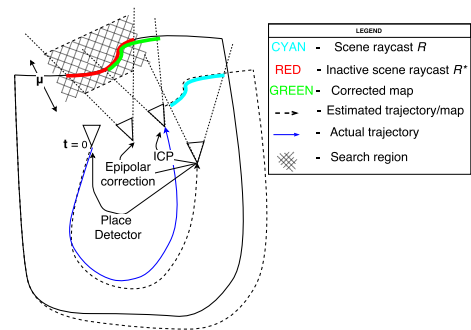 μ
t = 0
Epipolar
correction
ICP
Place
Detector
LEGEND
CYAN - Scene raycast R
RED - Inactive scene raycast R*
GREEN - Corrected map
- Estimated trajectory/map
- Actual trajectory
- Search region